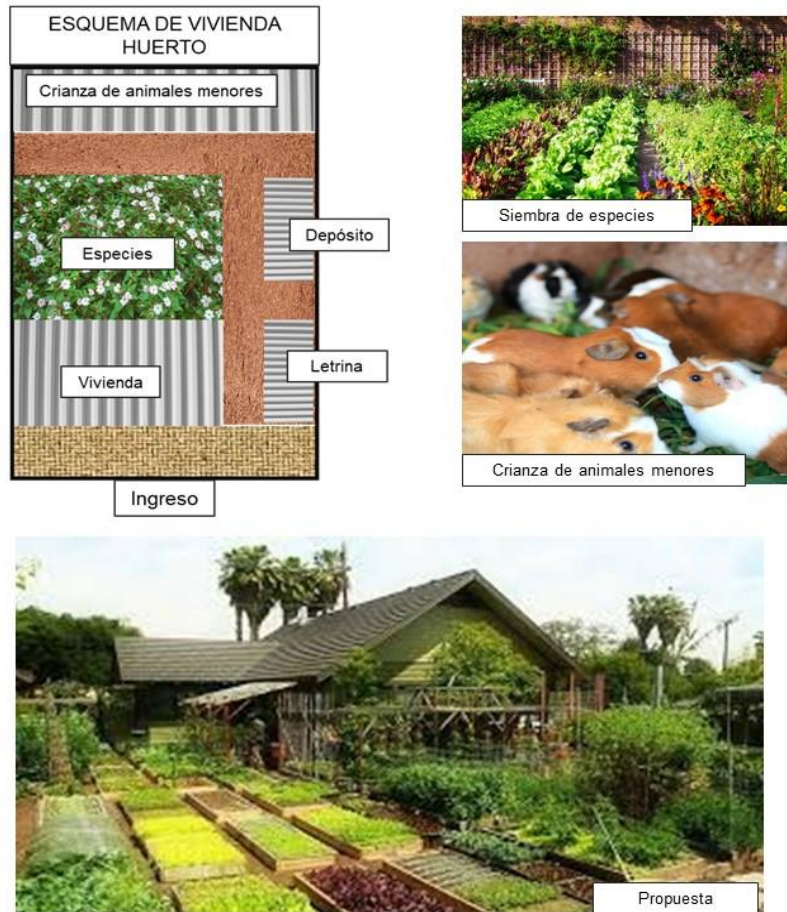 ESQUEMA DE VIVIENDA
HUERTO
Crianza de animales menores
Especies
Depósito
Vivienda
Letrina
Ingreso
Siembra de especies
Crianza de animales menores
Propuesta